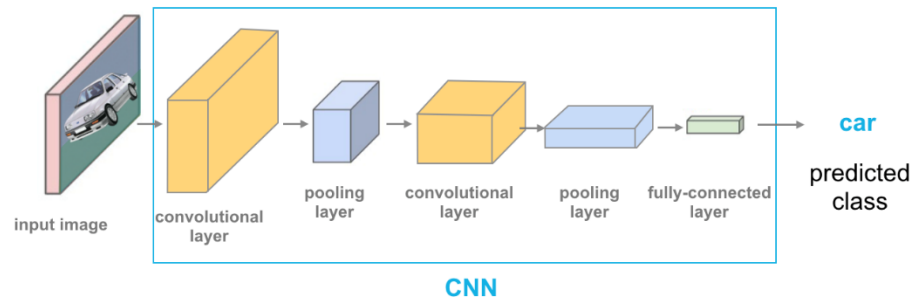 input image
convolutional
layer
pooling
layer
convolutional
layer
pooling
layer
fully-connected
layer
car
predicted
class
CNN